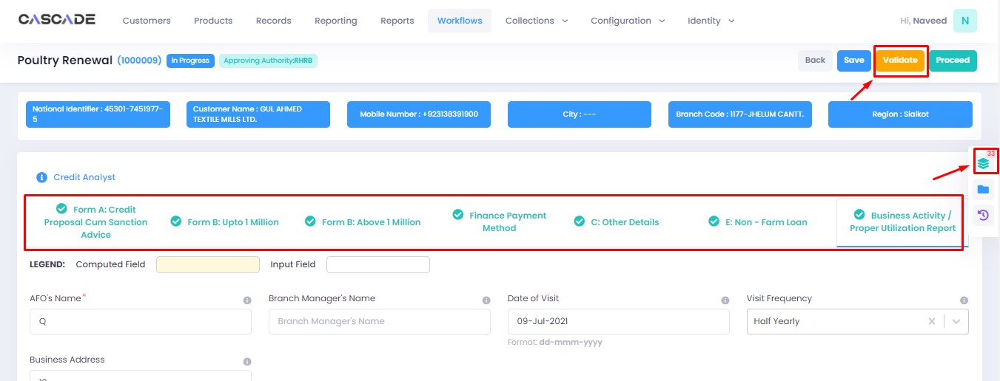 CASCADE Customers Products Records Reporting Reports Workflows Collections Configuration Identity Hi, Naveed N
Poultry Renewal (1000009) In Progress Approving Authority:RHRB Back Save Validate Proceed
National Identifier : 45301-7451977-
5
Customer Name : GUL AHMED
TEXTILE MILLS LTD.
Mobile Number : +923138391900
City : ---
Branch Code : 1177-JHELUM CANTT.
Region : Sialkot
33
Credit Analyst
Form A: Credit
Proposal Cum Sanction
Advice
Form B: Upto 1 Million
Form B: Above 1 Million
Finance Payment
Method
C: Other Details
E: Non - Farm Loan
Business Activity /
Proper Utilization Report
LEGEND: Computed Field Input Field
AFO's Name* Branch Manager's Name Date of Visit Visit Frequency
Q Branch Manager's Name 09-Jul-2021 Half Yearly
Format: dd-mmm-yyyy
Business Address